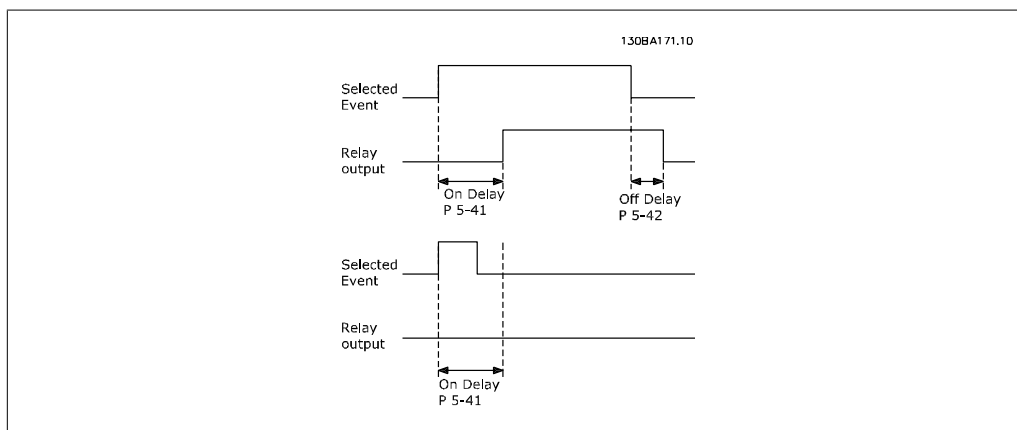 130BA171.10
Selected
Event
Relay
output
On Delay
P 5-41
Off Delay
P 5-42
Selected
Event
Relay
output
On Delay
P 5-41